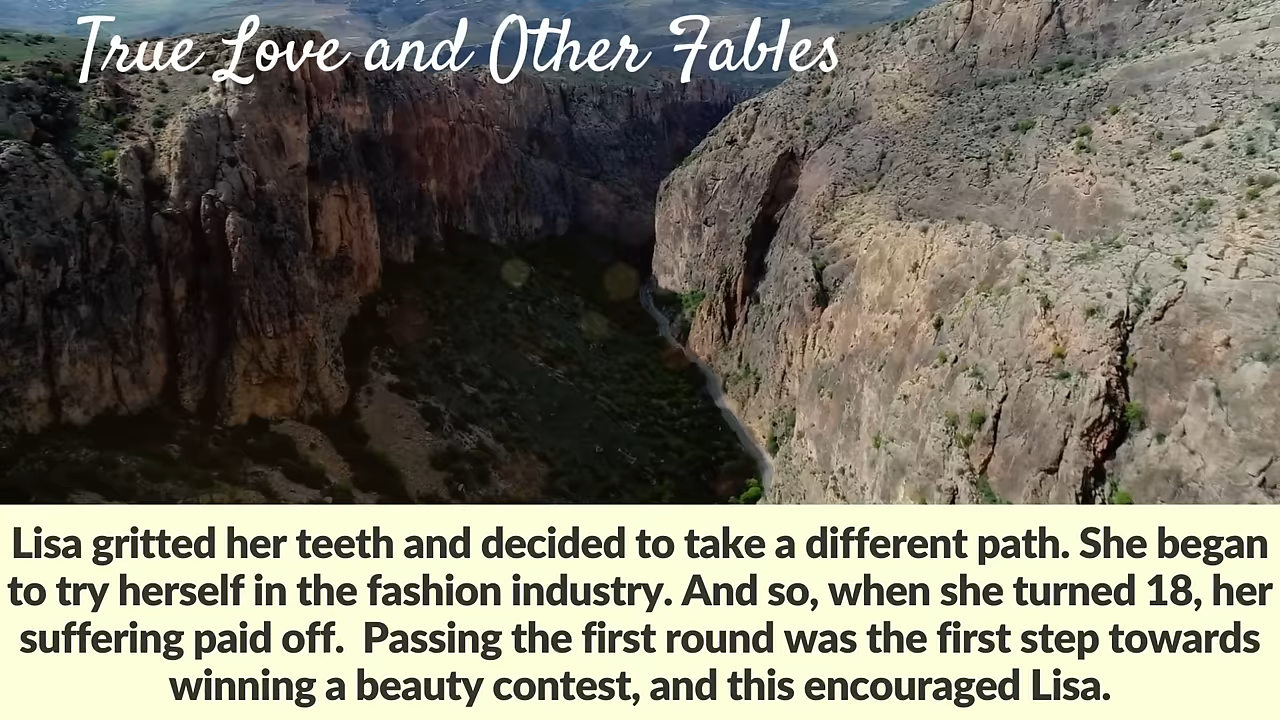 True Love and Other Fables
Lisa gritted her teeth and decided to take a different path. She began
to try herself in the fashion industry. And so, when she turned 18, her
suffering paid off.  Passing the first round was the first step towards
winning a beauty contest, and this encouraged Lisa.